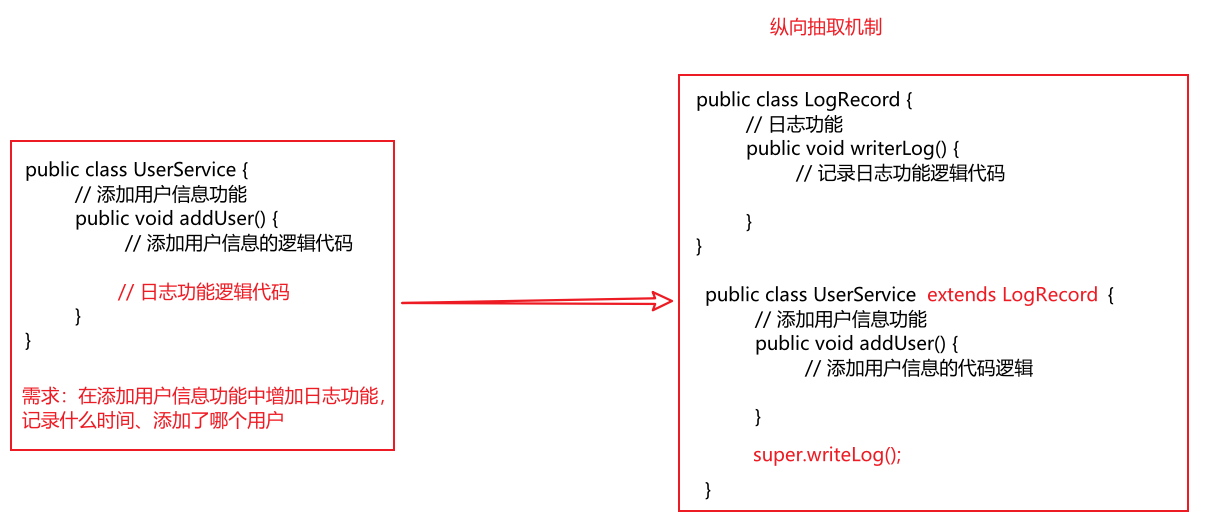 纵向抽取机制
public class UserService {
// 添加用户信息功能
public void addUser() {
// 添加用户信息的逻辑代码
// 日志功能逻辑代码
}
}
需求：在添加用户信息功能中增加日志功能，
记录什么时间、添加了哪个用户
public class LogRecord {
// 日志功能
public void writerLog() {
// 记录日志功能逻辑代码
}
}
public class UserService extends LogRecord {
// 添加用户信息功能
public void addUser() {
// 添加用户信息的代码逻辑
}
super.writeLog();
}